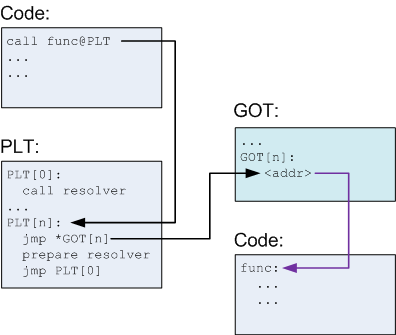 Code:
call func@PLT
...
...
PLT:
PLT[0]:
call resolver
...
PLT[n]:
jmp *GOT[n]
prepare resolver
jmp PLT[0]
GOT:
...
GOT[n]:
<addr>
Code:
func:
...
...